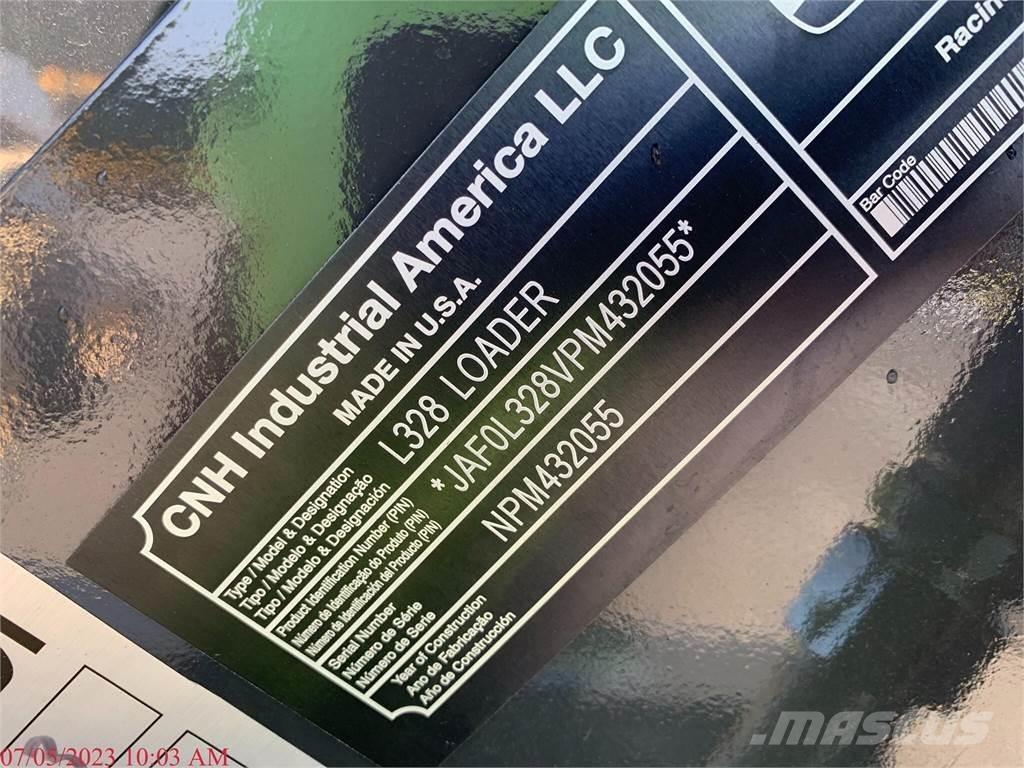 CNH Industrial America LLC
MADE IN U.S.A.
Type / Model & Designation
Tipo / Modelo & Designação
Tipo / Modelo & Designación
L328 LOADER
Product Identification Number (PIN)
Número de Identificação do Produto (PIN)
Número de Identificación del Producto (PIN)
*JAF0L328VPM432055*
Serial Number
Número de Série
Número de Serie
NPM432055
Year of Construction
Ano de Fabricação
Año de Construcción
Bar Code
MASCUS
07/05/2023 10:03 AM